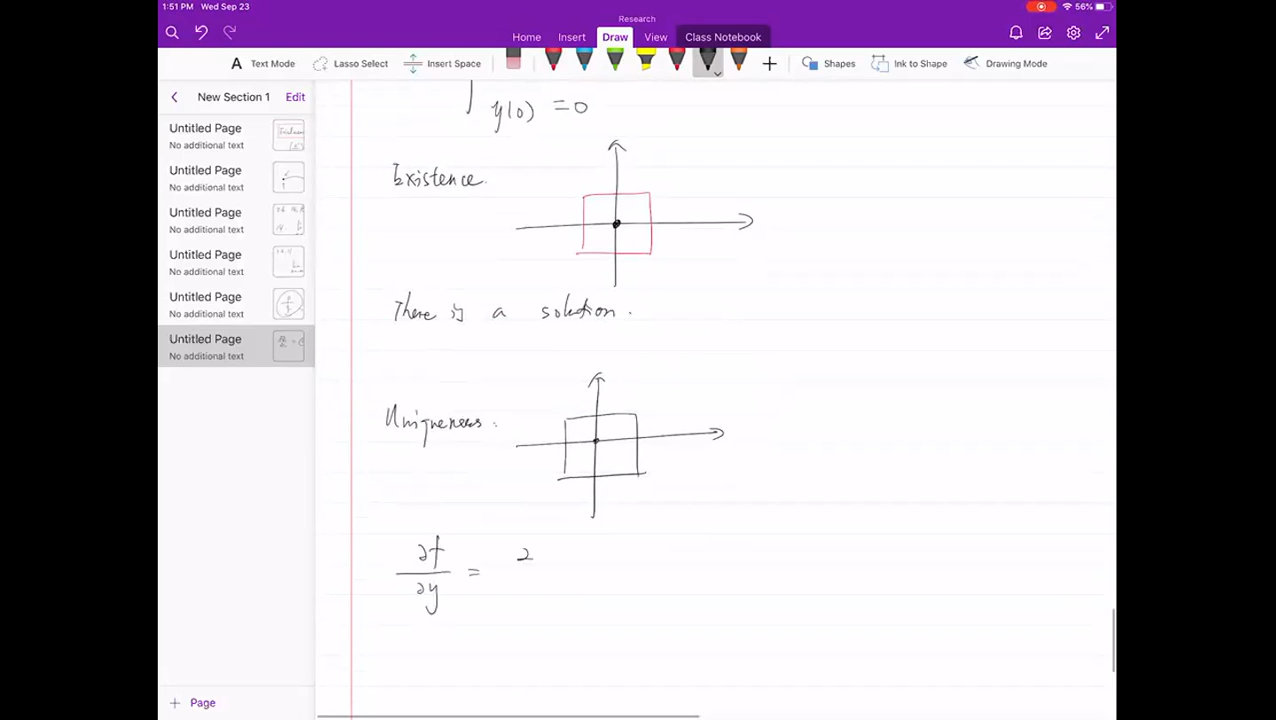 1:51 PM Wed Sep 23
56%
Research
Home Insert Draw View Class Notebook
Text Mode Lasso Select Insert Space Shapes Ink to Shape Drawing Mode
New Section 1 Edit
Untitled Page
No additional text
Untitled Page
No additional text
Untitled Page
No additional text
Untitled Page
No additional text
Untitled Page
No additional text
Untitled Page
No additional text
Page
y(0) = 0
Existence.
There is a solution.
Uniqueness:
∂f/∂y = 2